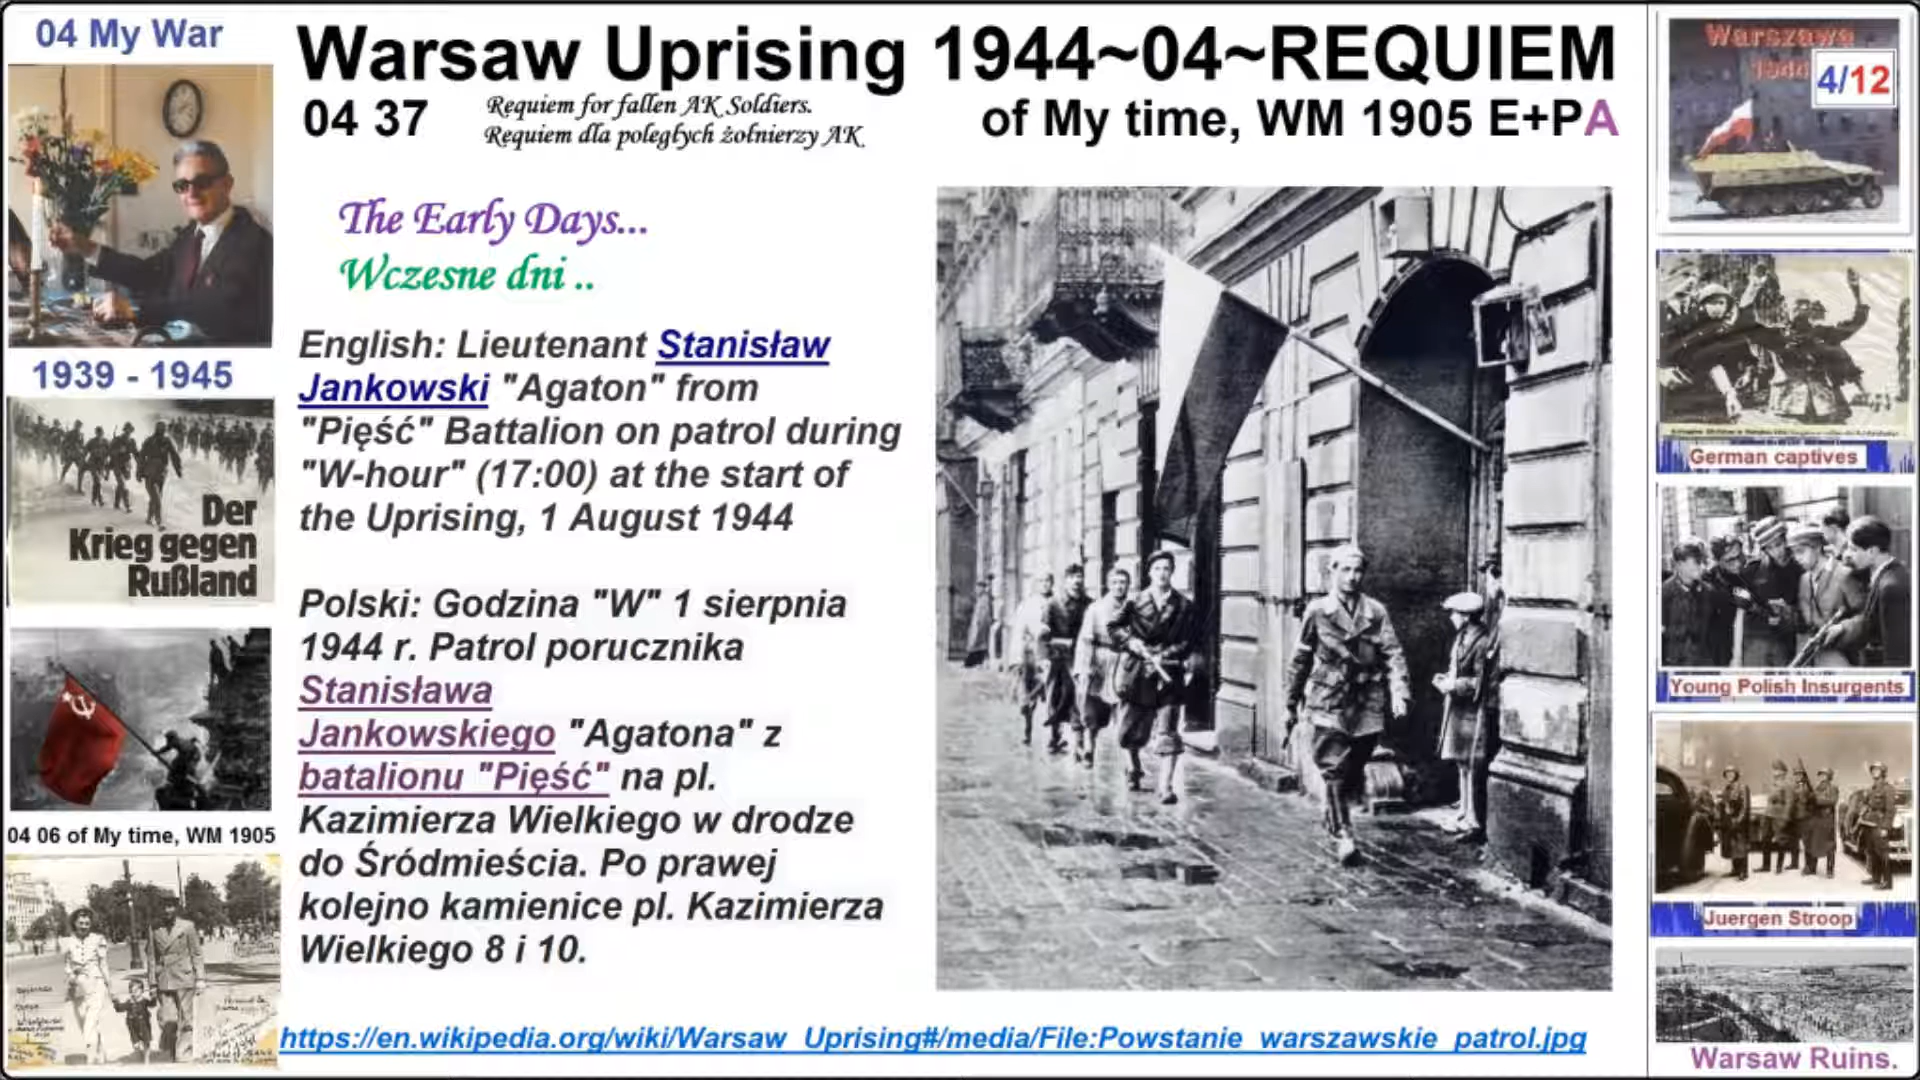 04 My War
Warsaw Uprising 1944~04~REQUIEM
04 37
Requiem for fallen AK Soldiers.
Requiem dla poległych żołnierzy AK.
of My time, WM 1905 E+PA
The Early Days...
Wczesne dni ..
English: Lieutenant Stanisław
Jankowski "Agaton" from
"Pięść" Battalion on patrol during
"W-hour" (17:00) at the start of
the Uprising, 1 August 1944
Polski: Godzina "W" 1 sierpnia
1944 r. Patrol porucznika
Stanisława
Jankowskiego "Agatona" z
batalionu "Pięść" na pl.
Kazimierza Wielkiego w drodze
do Śródmieścia. Po prawej
kolejno kamienice pl. Kazimierza
Wielkiego 8 i 10.
https://en.wikipedia.org/wiki/Warsaw_Uprising#/media/File:Powstanie_warszawskie_patrol.jpg
1939 - 1945
Der
Krieg gegen
Rußland
04 06 of My time, WM 1905
Warszawa
1944
4/12
German captives
Young Polish Insurgents
Juergen Stroop
Warsaw Ruins.